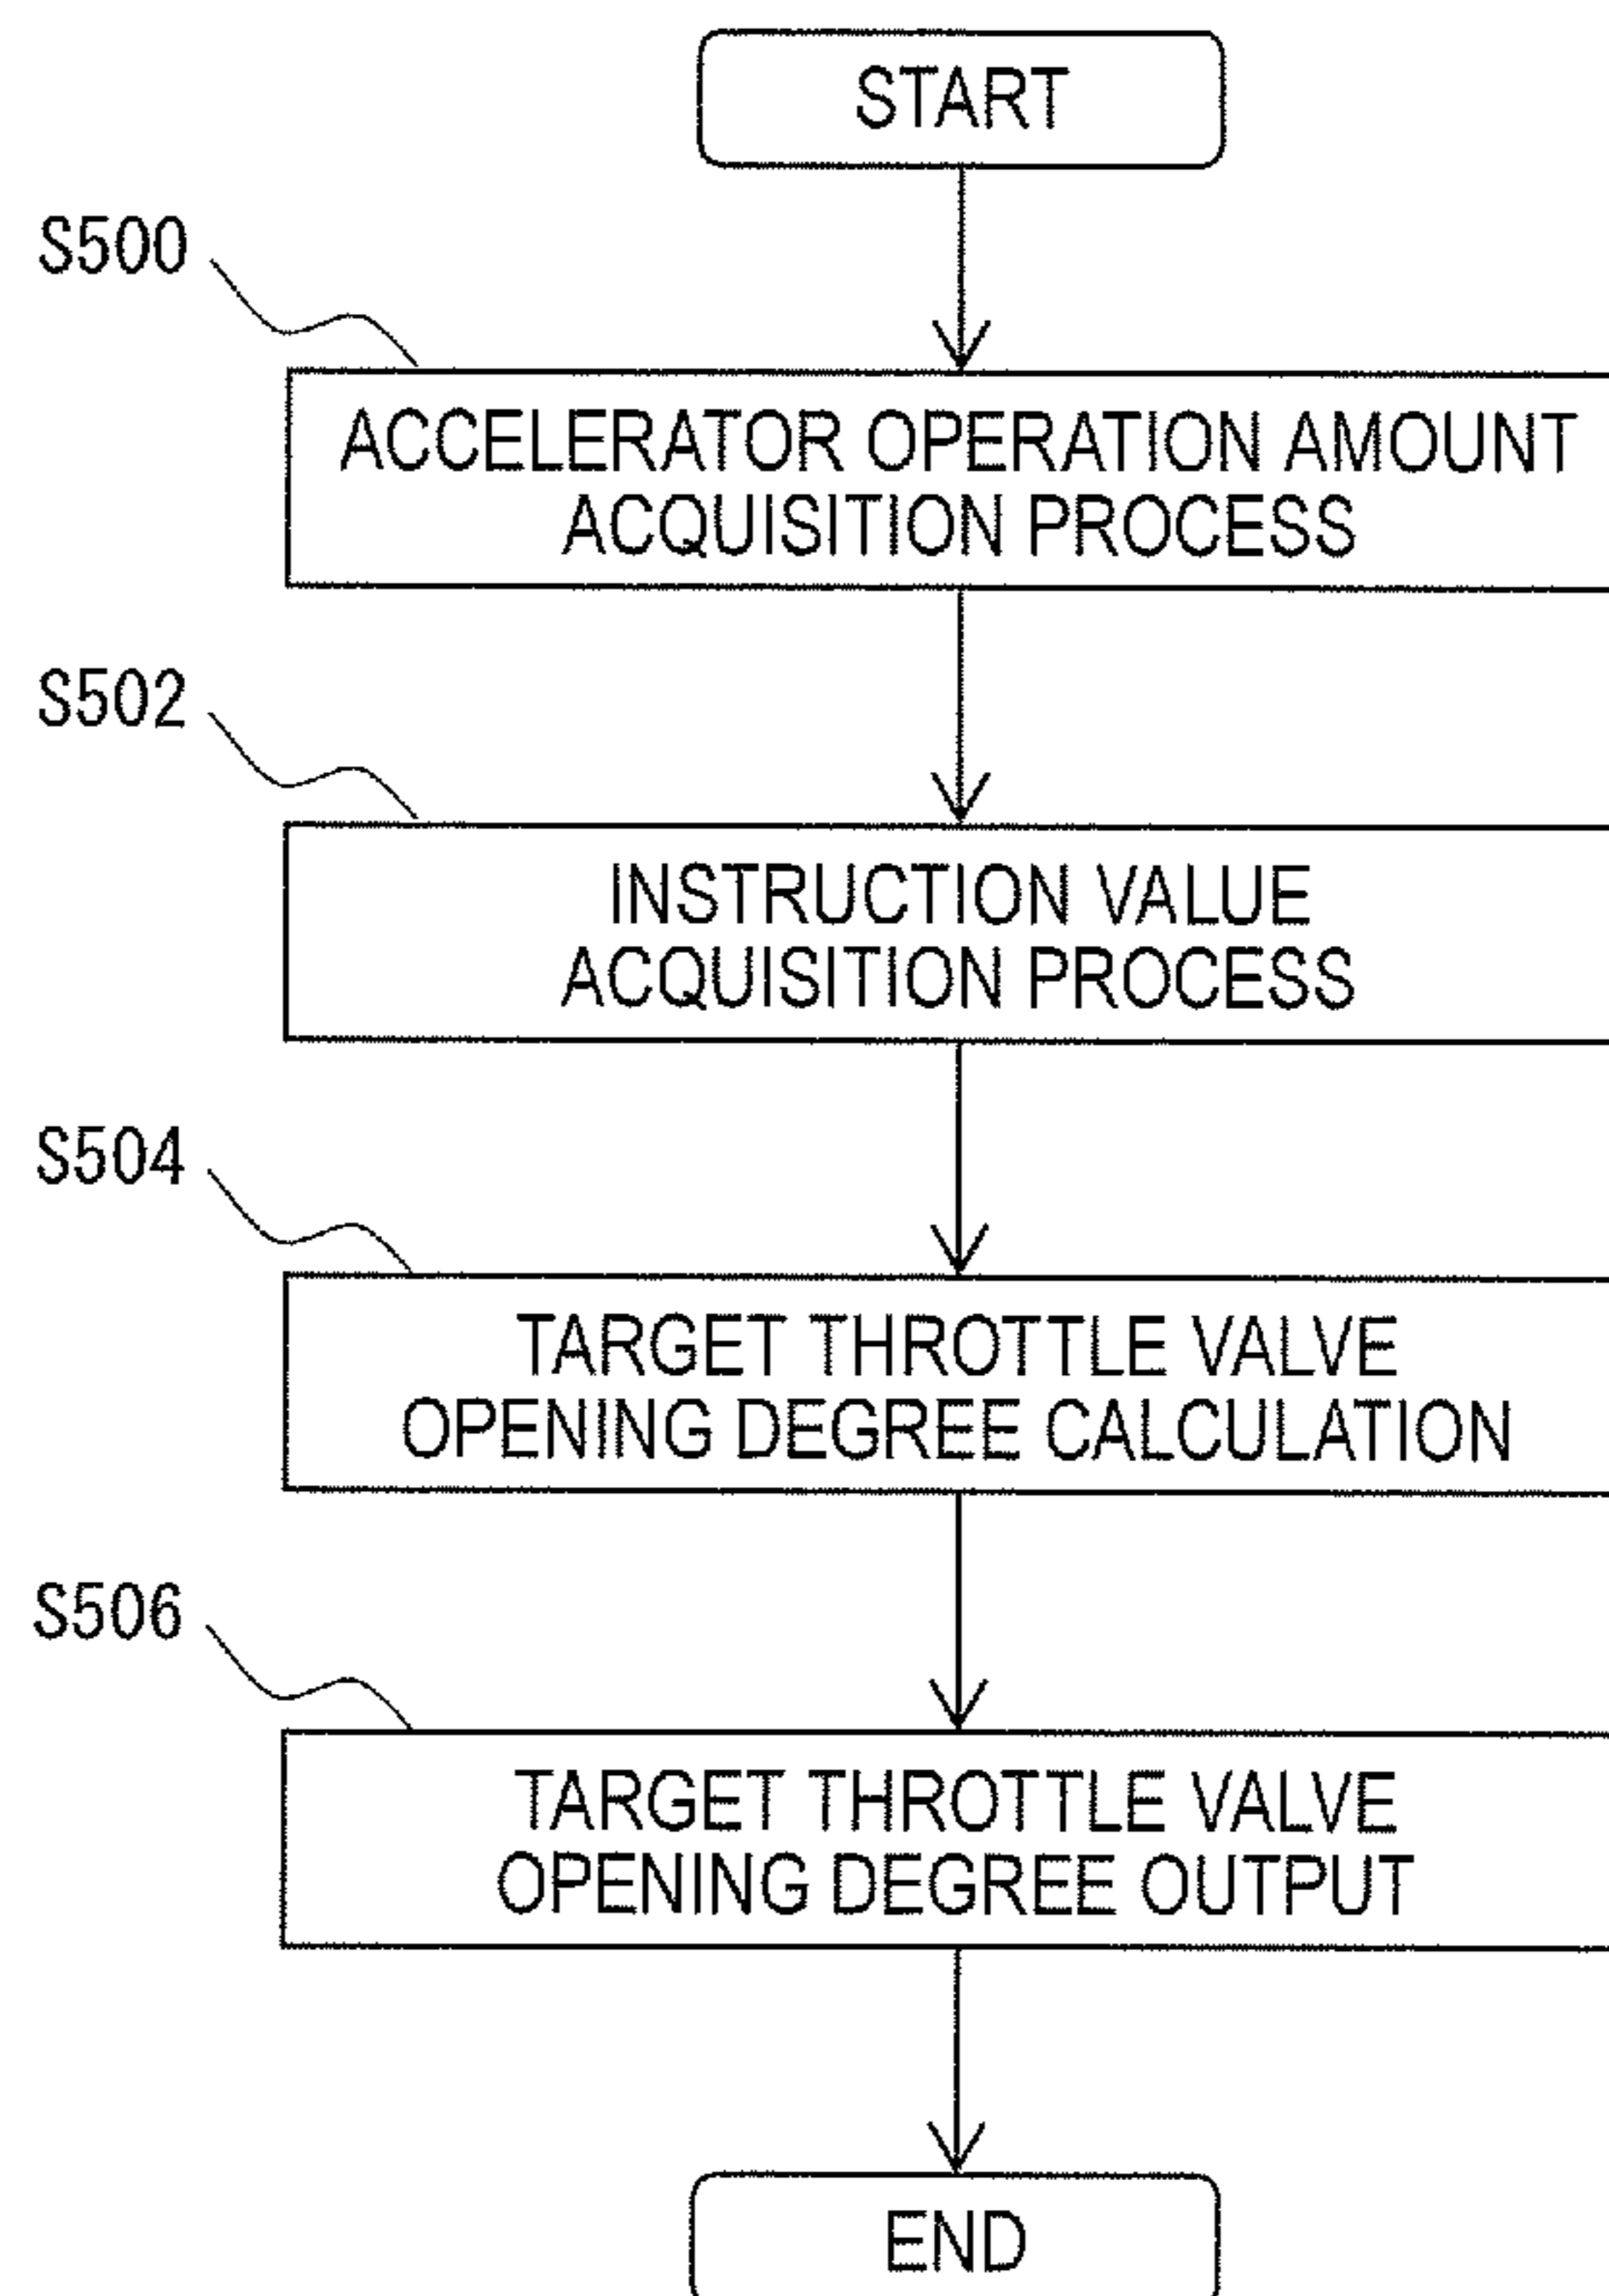 START
S500
ACCELERATOR OPERATION AMOUNT
ACQUISITION PROCESS
S502
INSTRUCTION VALUE
ACQUISITION PROCESS
S504
TARGET THROTTLE VALVE
OPENING DEGREE CALCULATION
S506
TARGET THROTTLE VALVE
OPENING DEGREE OUTPUT
END